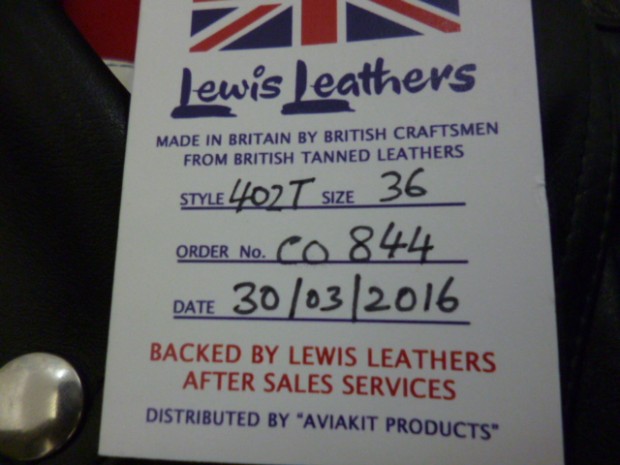 Lewis Leathers
MADE IN BRITAIN BY BRITISH CRAFTSMEN
FROM BRITISH TANNED LEATHERS
STYLE 402T SIZE 36
ORDER No. CO 844
DATE 30/03/2016
BACKED BY LEWIS LEATHERS
AFTER SALES SERVICES
DISTRIBUTED BY "AVIAKIT PRODUCTS"